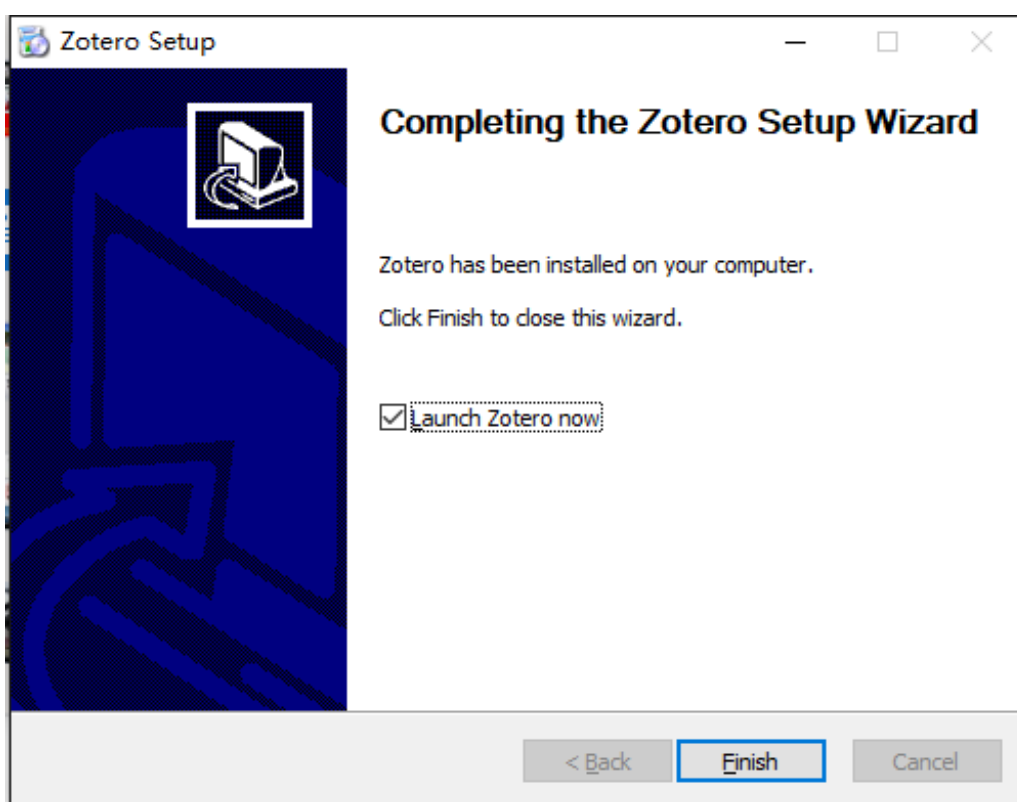 Zotero Setup
Completing the Zotero Setup Wizard
Zotero has been installed on your computer.
Click Finish to close this wizard.
Launch Zotero now
< Back
Finish
Cancel